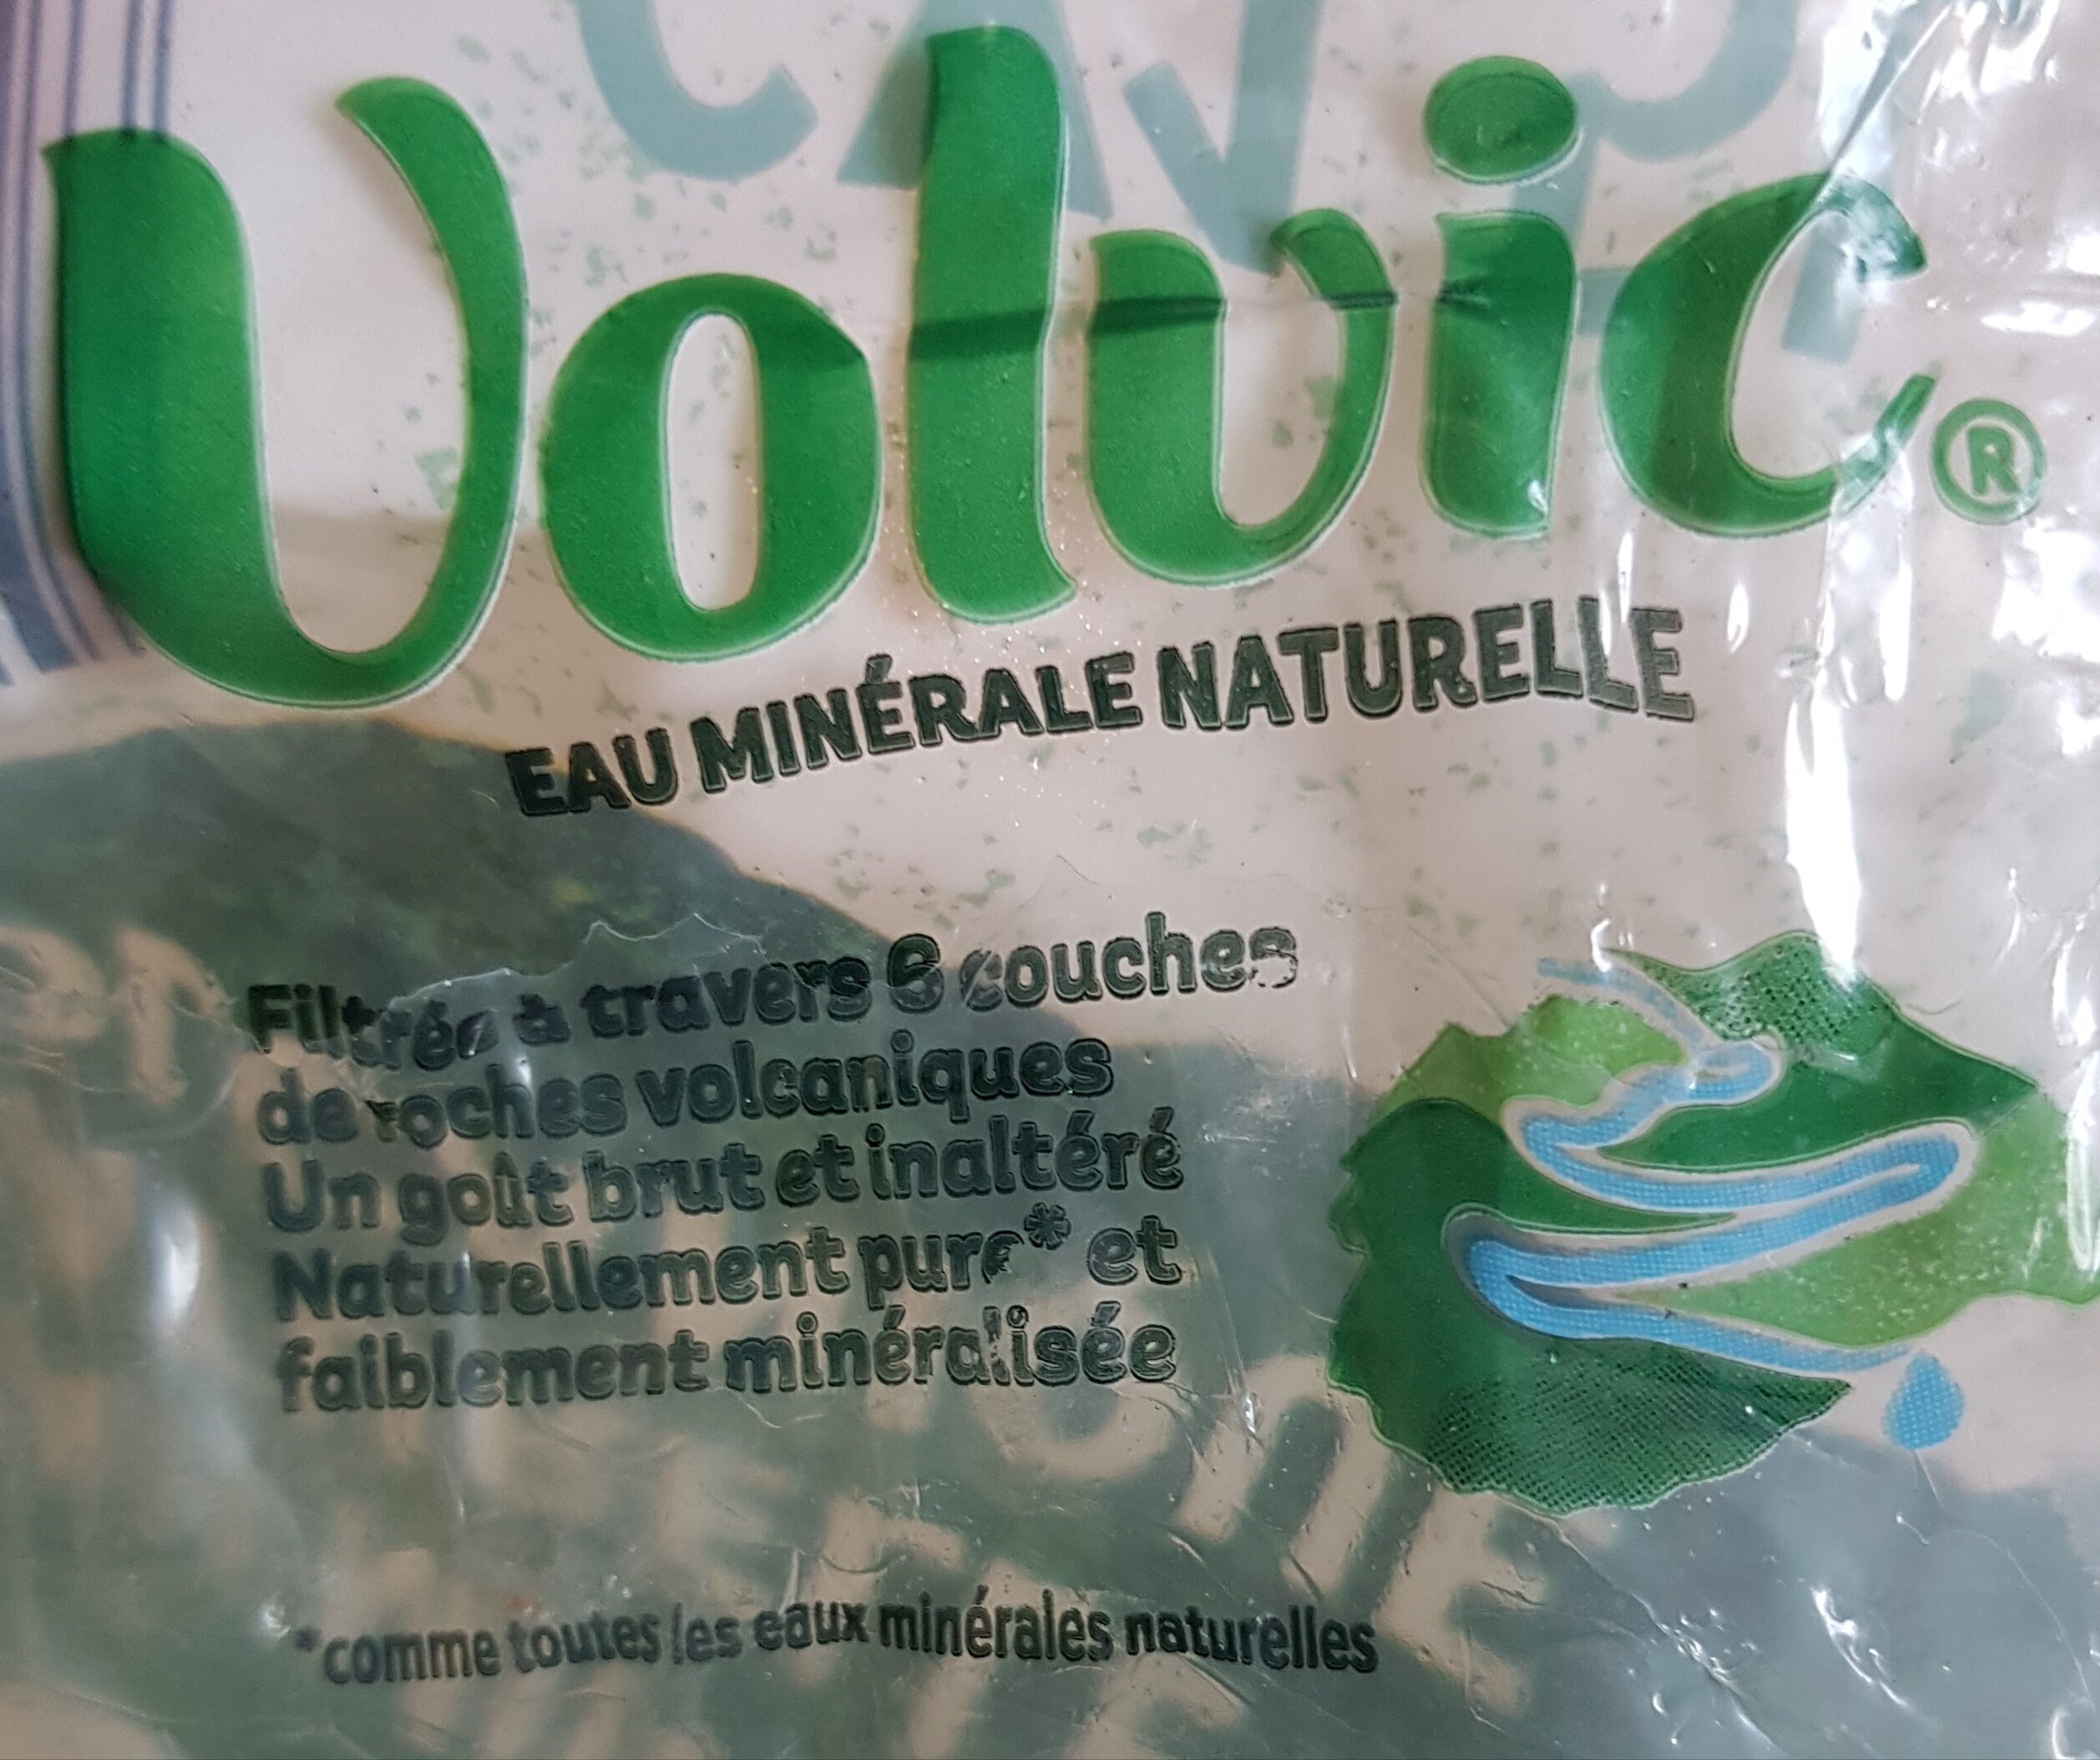 Volvic®
EAU MINÉRALE NATURELLE
Filtrée à travers 6 couches
de roches volcaniques
Un goût brut et inaltéré
Naturellement pure* et
faiblement minéralisée
*comme toutes les eaux minérales naturelles